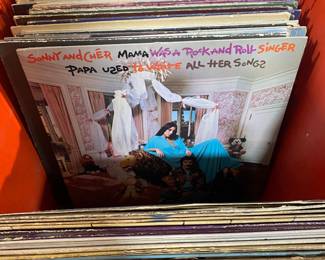 SONNY AND CHER MAMA WAS A ROCK AND ROLL SINGER
PAPA USED TO WRITE ALL HER SONGS